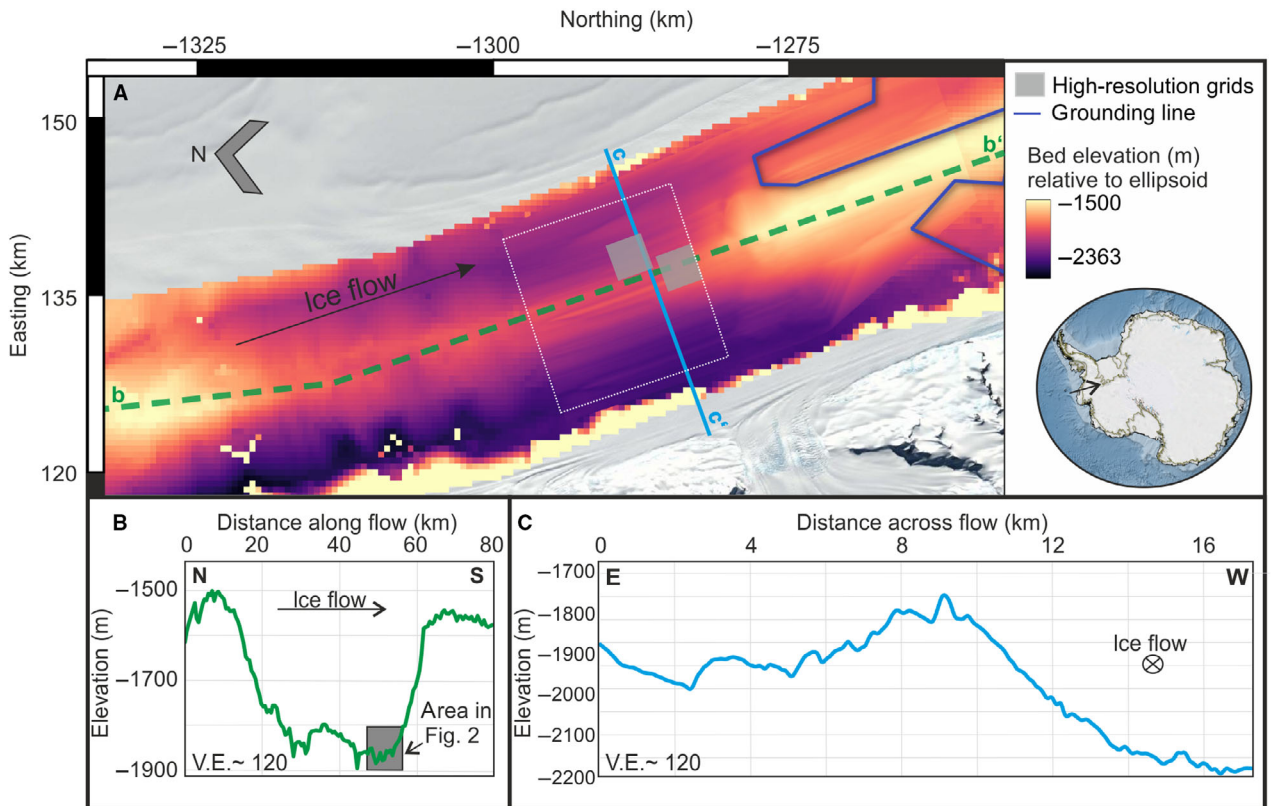 Northing (km)
−1325 −1300 −1275
A
High-resolution grids
Grounding line
Bed elevation (m)
relative to ellipsoid
−1500
−2363
Easting (km)
150
135
120
N
Ice flow
b
b‘
c
c‘
B
Distance along flow (km)
0 20 40 60 80
Elevation (m)
−1500
−1700
−1900
N S
Ice flow
Area in
Fig. 2
V.E.~ 120
C
Distance across flow (km)
0 4 8 12 16
Elevation (m)
−1700
−1800
−1900
−2000
−2100
−2200
E W
Ice flow
V.E.~ 120